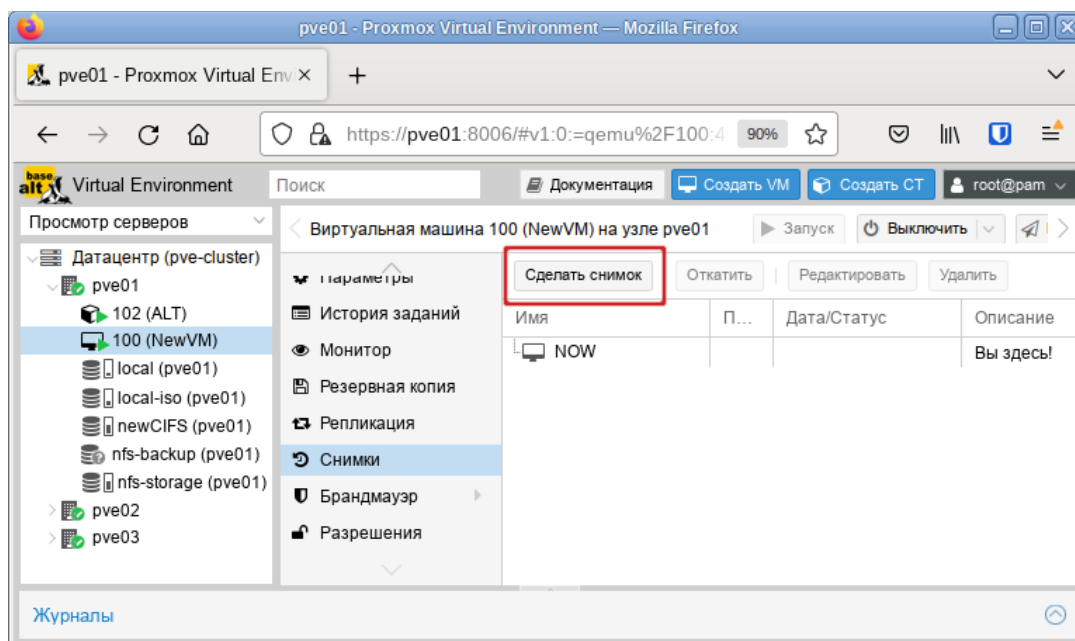 pve01 - Proxmox Virtual Environment — Mozilla Firefox
pve01 - Proxmox Virtual Env
https://pve01:8006/#v1:0:=qemu%2F100:4 90%
base alt Virtual Environment Поиск Документация Создать VM Создать CT root@pam
Просмотр серверов
Виртуальная машина 100 (NewVM) на узле pve01 Запуск Выключить
Датацентр (pve-cluster)
pve01
102 (ALT)
100 (NewVM)
local (pve01)
local-iso (pve01)
newCIFS (pve01)
nfs-backup (pve01)
nfs-storage (pve01)
pve02
pve03
Параметры
История заданий
Монитор
Резервная копия
Репликация
Снимки
Брандмауэр
Разрешения
Сделать снимок Откатить Редактировать Удалить
Имя П... Дата/Статус Описание
NOW Вы здесь!
Журналы